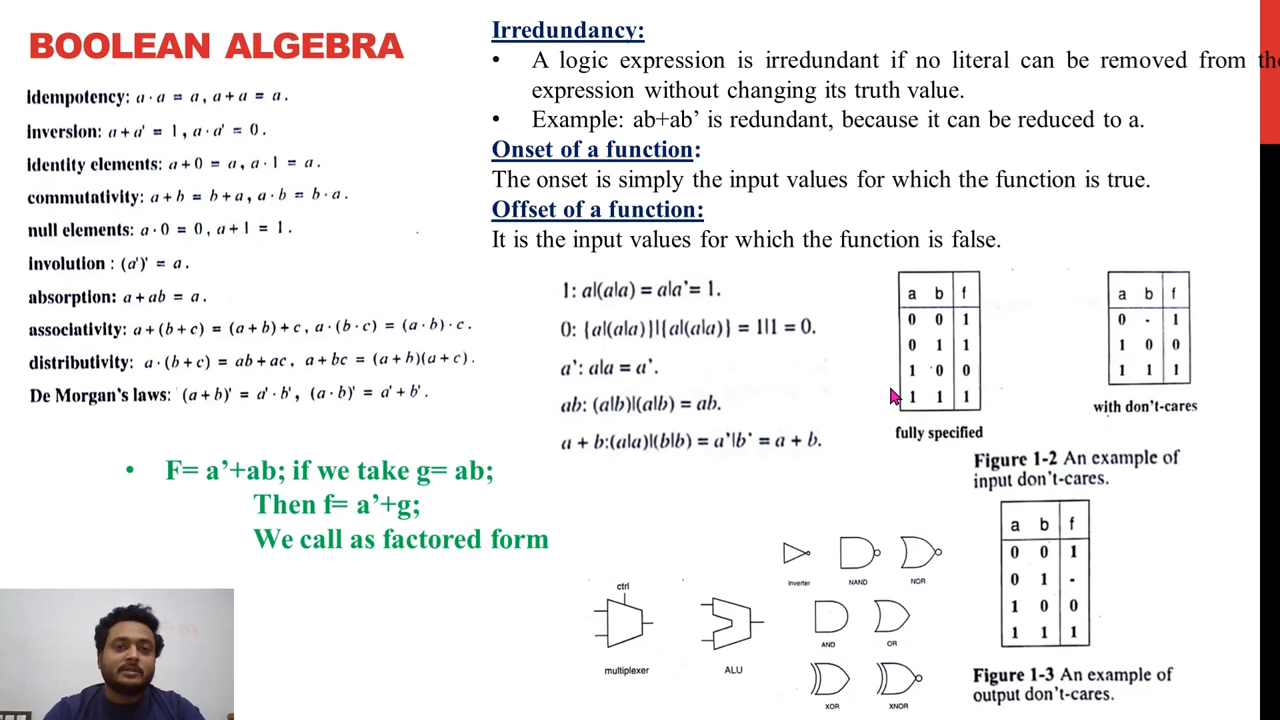 BOOLEAN ALGEBRA
idempotency: a · a = a, a + a = a.
inversion: a + a' = 1, a · a' = 0.
identity elements: a + 0 = a, a · 1 = a.
commutativity: a + b = b + a, a · b = b · a.
null elements: a · 0 = 0, a + 1 = 1.
involution : (a')' = a.
absorption: a + ab = a.
associativity: a + (b + c) = (a + b) + c, a · (b · c) = (a · b) · c.
distributivity: a · (b + c) = ab + ac, a + bc = (a + b)(a + c).
De Morgan's laws: (a + b)' = a' · b', (a · b)' = a' + b'.
• F= a’+ab; if we take g= ab;
Then f= a’+g;
We call as factored form
Irredundancy:
• A logic expression is irredundant if no literal can be removed from the
expression without changing its truth value.
• Example: ab+ab’ is redundant, because it can be reduced to a.
Onset of a function:
The onset is simply the input values for which the function is true.
Offset of a function:
It is the input values for which the function is false.
1: a|(a|a) = a|a'= 1.
0: {a|(a|a)}|{a|(a|a)} = 1|1 = 0.
a': a|a = a'.
ab: (a|b)|(a|b) = ab.
a + b:(a|a)|(b|b) = a'|b' = a + b.
a b f
0 0 1
0 1 1
1 0 0
1 1 1
fully specified
a b f
0 - 1
1 0 0
1 1 1
with don't-cares
Figure 1-2 An example of
input don't-cares.
a b f
0 0 1
0 1 -
1 0 0
1 1 1
Figure 1-3 An example of
output don't-cares.
ctrl
multiplexer
ALU
inverter
NAND
NOR
AND
OR
XOR
XNOR